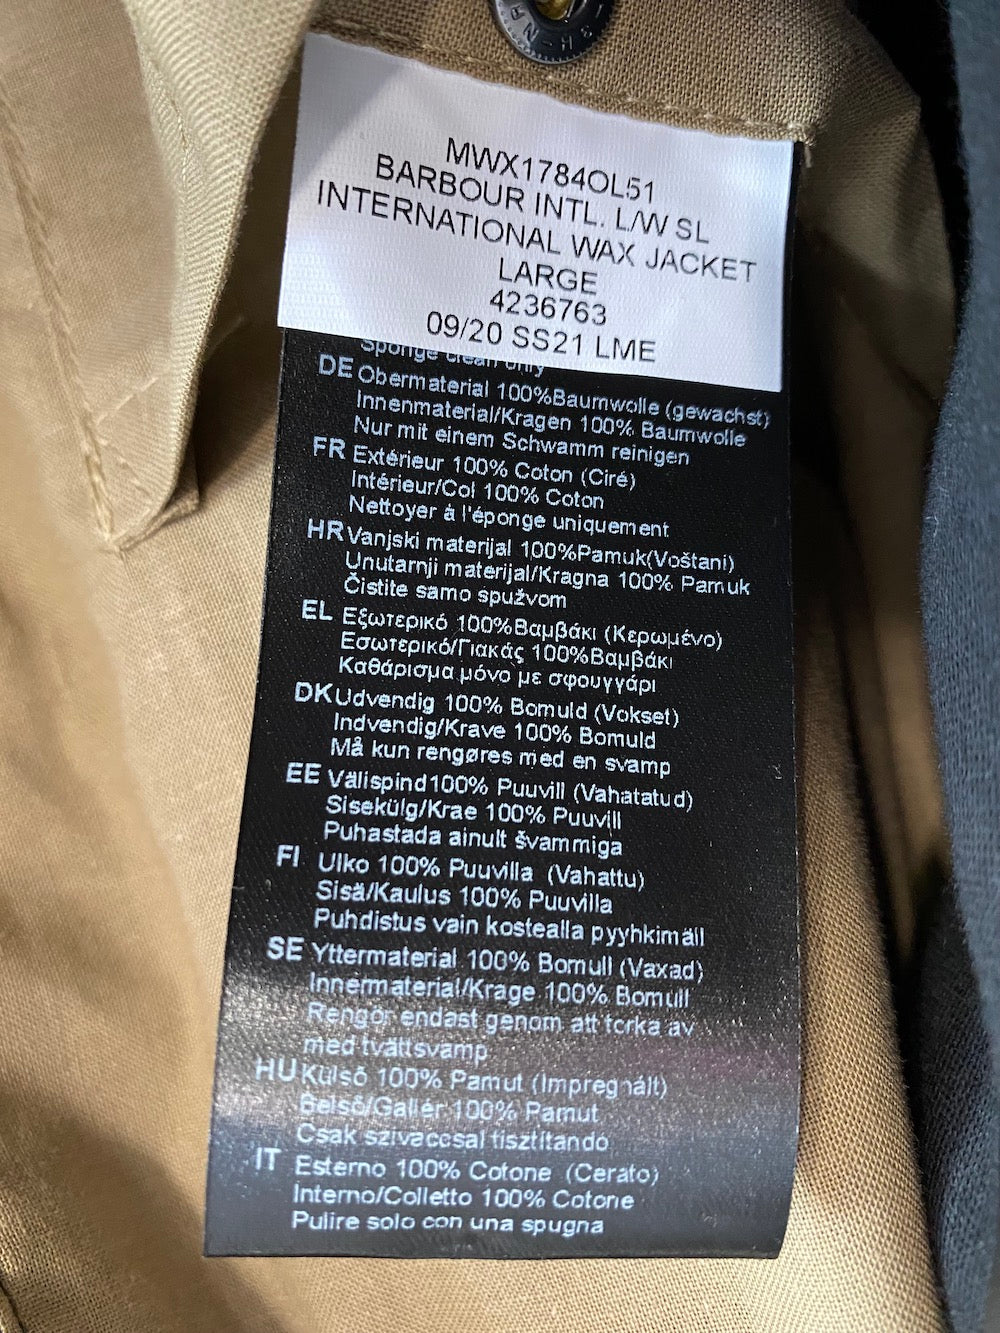 MWX1784OL51
BARBOUR INTL. L/W SL
INTERNATIONAL WAX JACKET
LARGE
4236763
09/20 SS21 LME
Sponge clean only
DE Obermaterial 100%Baumwolle (gewachst)
Innenmaterial/Kragen 100% Baumwolle
Nur mit einem Schwamm reinigen
FR Extérieur 100% Coton (Ciré)
Intérieur/Col 100% Coton
Nettoyer à l'éponge uniquement
HR Vanjski materijal 100%Pamuk(Voštani)
Unutarnji materijal/Kragna 100% Pamuk
Čistite samo spužvom
EL Εξωτερικό 100%Βαμβάκι (Κερωμένο)
Εσωτερικό/Γιακάς 100%Βαμβάκι
Καθάρισμα μόνο με σφουγγάρι
DK Udvendig 100% Bomuld (Vokset)
Indvendig/Krave 100% Bomuld
Må kun rengøres med en svamp
EE Välispind100% Puuvill (Vahatatud)
Sisekülg/Krae 100% Puuvill
Puhastada ainult švammiga
FI Ulko 100% Puuvilla (Vahattu)
Sisä/Kaulus 100% Puuvilla
Puhdistus vain kostealla pyyhkimäll
SE Yttermaterial 100% Bomull (Vaxad)
Innermaterial/Krage 100% Bomull
Rengör endast genom att torka av
med tvättsvamp
HU Külsõ 100% Pamut (Impregnált)
Belsõ/Gallér 100% Pamut
Csak szivaccsal tisztítandó
IT Esterno 100% Cotone (Cerato)
Interno/Colletto 100% Cotone
Pulire solo con una spugna